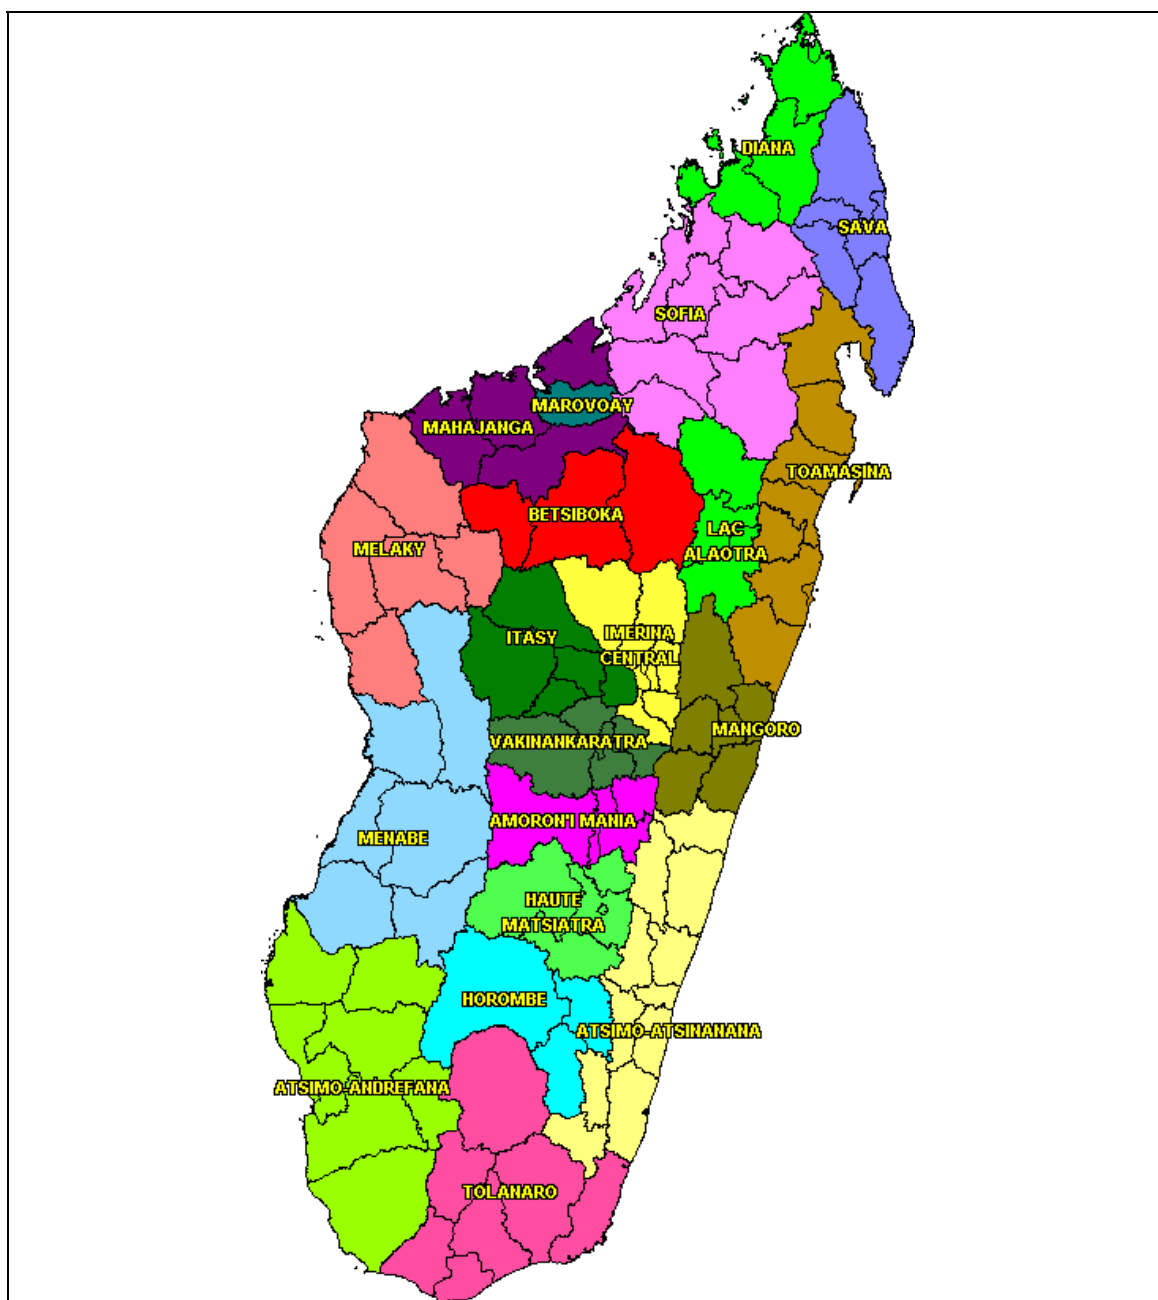 DIANA
SAVA
SOFIA
MAROVOAY
MAHAJANGA
TOAMASINA
BETSIBOKA
LAC
ALAOTRA
MELAKY
ITASY
IMERINA
CENTRAL
MANGORO
VAKINANKARATRA
AMORON'I MANIA
MENABE
HAUTE
MATSIATRA
HOROMBE
ATSIMO-ATSINANANA
ATSIMO-ANDREFANA
TOLANARO